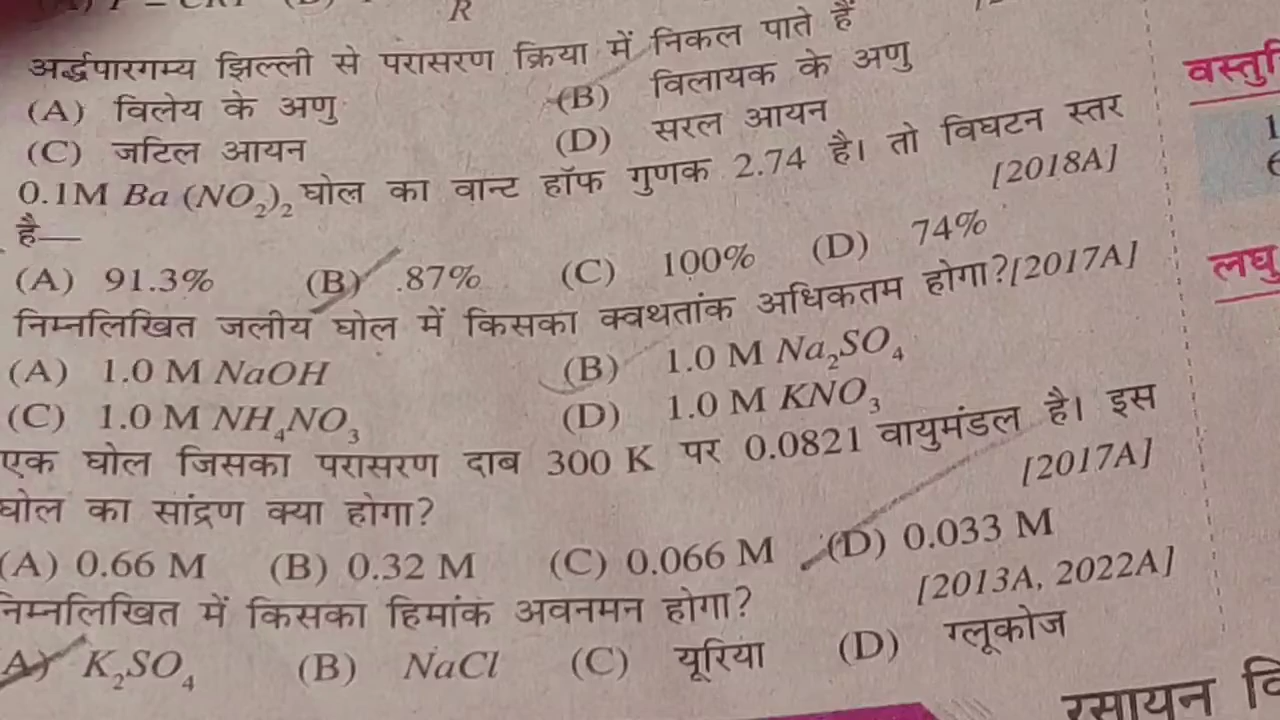 R
अर्द्धपारगम्य झिल्ली से परासरण क्रिया में निकल पाते हैं
(A) विलेय के अणु (B) विलायक के अणु
(C) जटिल आयन (D) सरल आयन
0.1M Ba (NO₂)₂ घोल का वान्ट हॉफ गुणक 2.74 है। तो विघटन स्तर
है— [2018A]
(A) 91.3% (B) 87% (C) 100% (D) 74%
निम्नलिखित जलीय घोल में किसका क्वथतांक अधिकतम होगा?[2017A]
(A) 1.0 M NaOH (B) 1.0 M Na₂SO₄
(C) 1.0 M NH₄NO₃ (D) 1.0 M KNO₃
एक घोल जिसका परासरण दाब 300 K पर 0.0821 वायुमंडल है। इस
घोल का सांद्रण क्या होगा? [2017A]
(A) 0.66 M (B) 0.32 M (C) 0.066 M (D) 0.033 M
निम्नलिखित में किसका हिमांक अवनमन होगा? [2013A, 2022A]
A) K₂SO₄ (B) NaCl (C) यूरिया (D) ग्लूकोज
लघु
रसायन